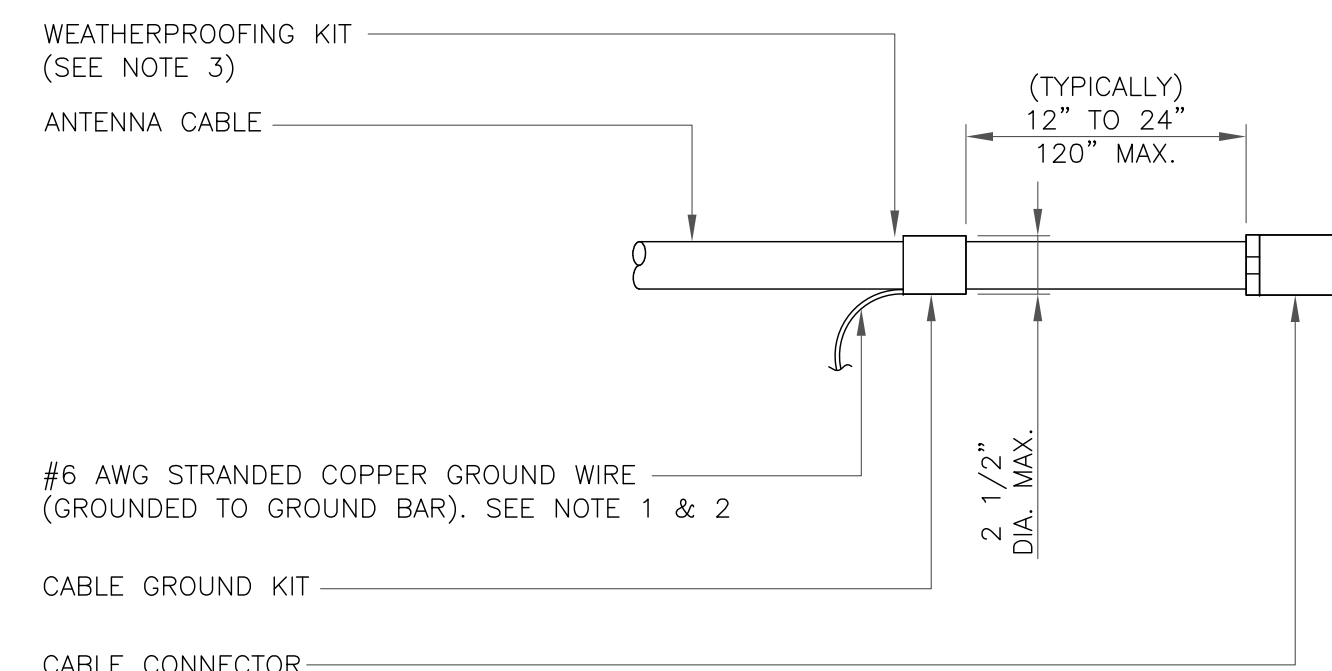 WEATHERPROOFING KIT
(SEE NOTE 3)
ANTENNA CABLE
(TYPICALLY)
12” TO 24”
120” MAX.
2 1/2”
DIA. MAX.
#6 AWG STRANDED COPPER GROUND WIRE
(GROUNDED TO GROUND BAR). SEE NOTE 1 & 2
CABLE GROUND KIT
CABLE CONNECTOR